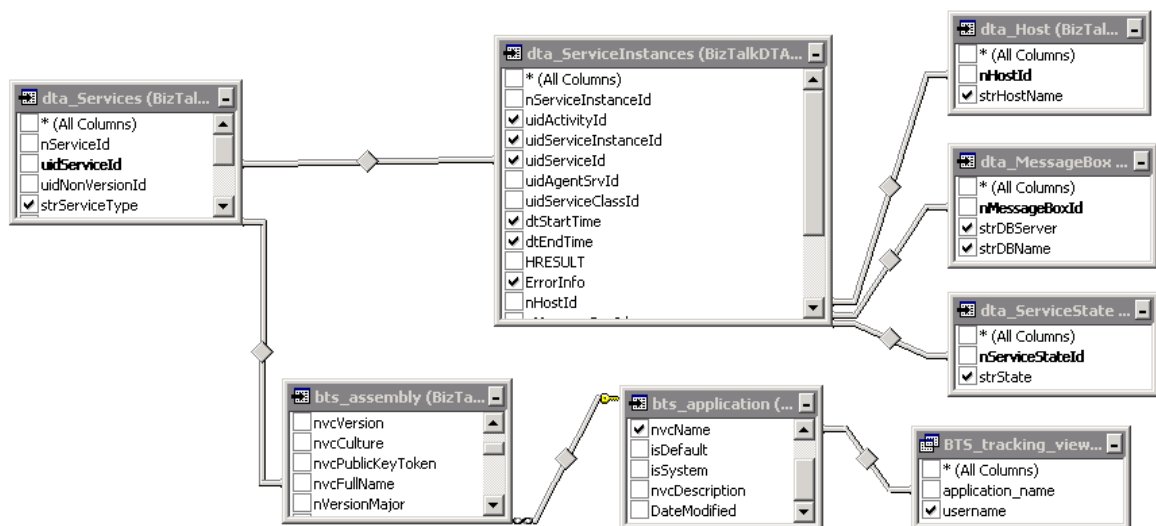 dta_Services (BizTal...
* (All Columns)
nServiceId
uidServiceId
uidNonVersionId
strServiceType
dta_ServiceInstances (BizTalkDTA...
* (All Columns)
nServiceInstanceId
uidActivityId
uidServiceInstanceId
uidServiceId
uidAgentSrvId
uidServiceClassId
dtStartTime
dtEndTime
HRESULT
ErrorInfo
nHostId
dta_Host (BizTal...
* (All Columns)
nHostId
strHostName
dta_MessageBox ...
* (All Columns)
nMessageBoxId
strDBServer
strDBName
dta_ServiceState ...
* (All Columns)
nServiceStateId
strState
bts_assembly (BizTa...
nvcVersion
nvcCulture
nvcPublicKeyToken
nvcFullName
nVersionMajor
bts_application (...
nvcName
isDefault
isSystem
nvcDescription
DateModified
BTS_tracking_view...
* (All Columns)
application_name
username